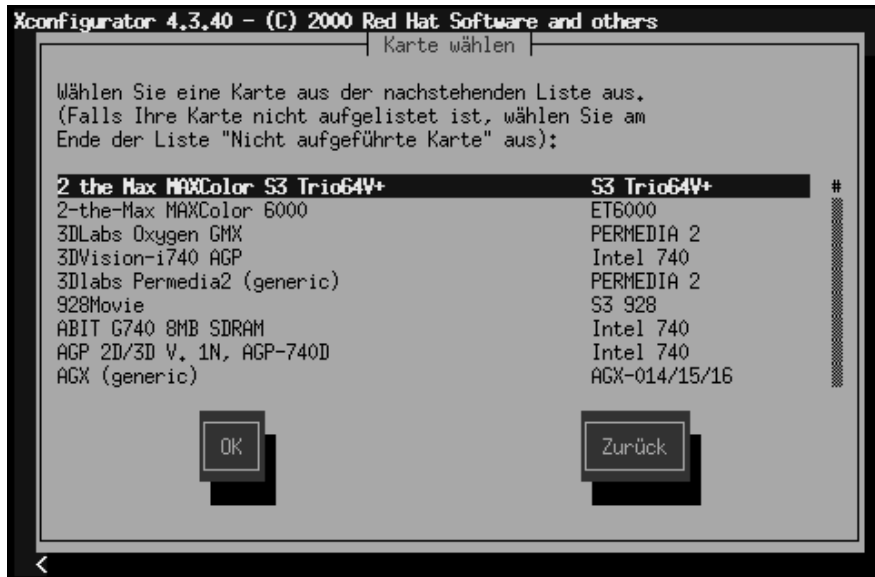 Xconfigurator 4.3.40 - (C) 2000 Red Hat Software and others
Karte wählen
Wählen Sie eine Karte aus der nachstehenden Liste aus.
(Falls Ihre Karte nicht aufgelistet ist, wählen Sie am
Ende der Liste "Nicht aufgeführte Karte" aus):
2 the Max MAXColor S3 Trio64V+ S3 Trio64V+ #
2-the-Max MAXColor 6000 ET6000
3DLabs Oxygen GMX PERMEDIA 2
3DVision-i740 AGP Intel 740
3Dlabs Permedia2 (generic) PERMEDIA 2
928Movie S3 928
ABIT G740 8MB SDRAM Intel 740
AGP 2D/3D V. 1N, AGP-740D Intel 740
AGX (generic) AGX-014/15/16
OK Zurück
<